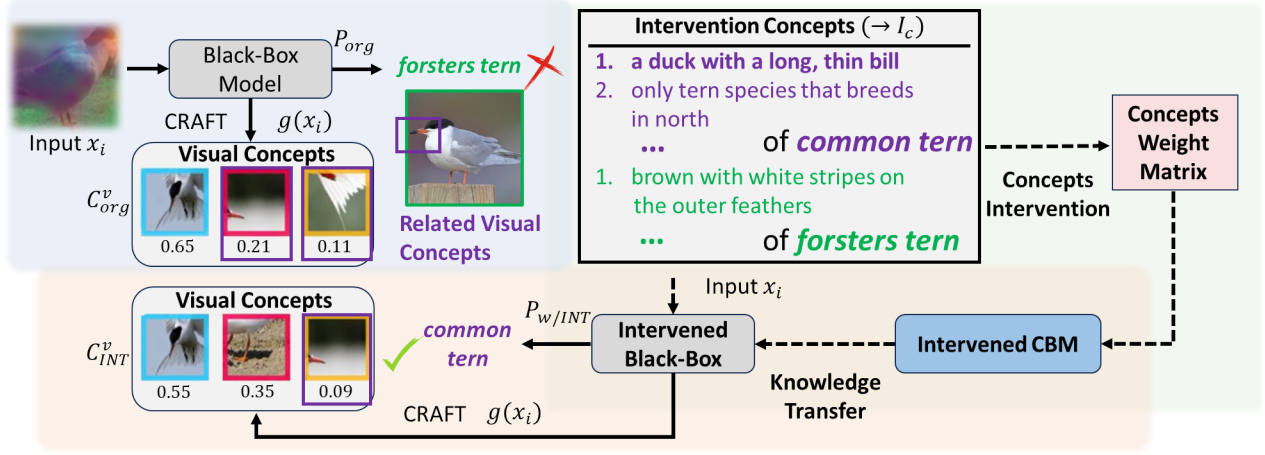 Input x_i
Black-Box
Model
P_org
forsters tern
CRAFT g(x_i)
Visual Concepts
C^v_org
0.65 0.21 0.11
Related Visual
Concepts
Intervention Concepts (→ I_c)
1. a duck with a long, thin bill
2. only tern species that breeds
in north
... of common tern
1. brown with white stripes on
the outer feathers
... of forsters tern
Concepts
Intervention
Concepts
Weight
Matrix
Intervened CBM
Knowledge
Transfer
Input x_i
Intervened
Black-Box
P_w/INT
common
tern
Visual Concepts
C^v_INT
0.55 0.35 0.09
CRAFT g(x_i)